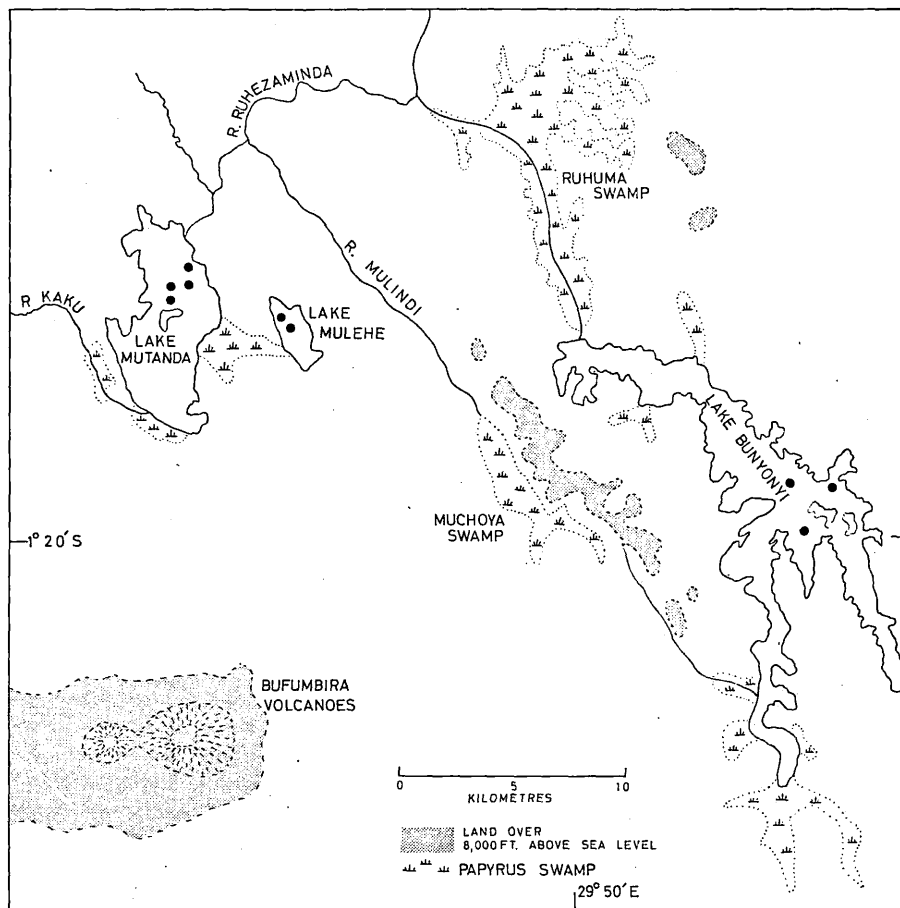 R. RUHEZAMINDA
RUHUMA
SWAMP
R. MULINDI
R KAKU
LAKE
MUTANDA
LAKE
MULEHE
LAKE BUNYONYI
1° 20´S
MUCHOYA
SWAMP
BUFUMBIRA
VOLCANOES
0 5 10
KILOMETRES
LAND OVER
8,000 FT. ABOVE SEA LEVEL
PAPYRUS SWAMP
29° 50´E